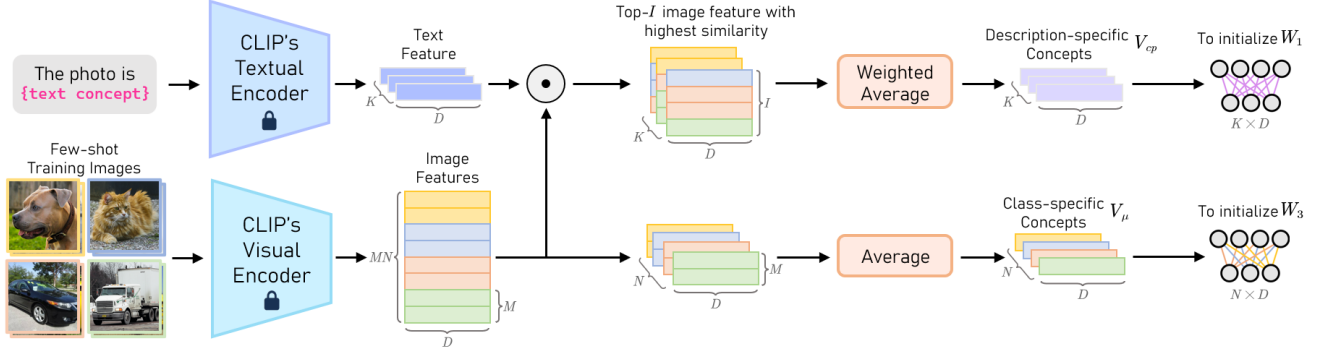 The photo is
{text concept}
CLIP's
Textual
Encoder
Text
Feature
K
D
Top-I image feature with
highest similarity
K
D
I
Weighted
Average
Description-specific
Concepts V_cp
K
D
To initialize W_1
K × D
Few-shot
Training Images
CLIP's
Visual
Encoder
Image
Features
MN
M
D
N
M
D
Average
Class-specific
Concepts V_μ
N
D
To initialize W_3
N × D